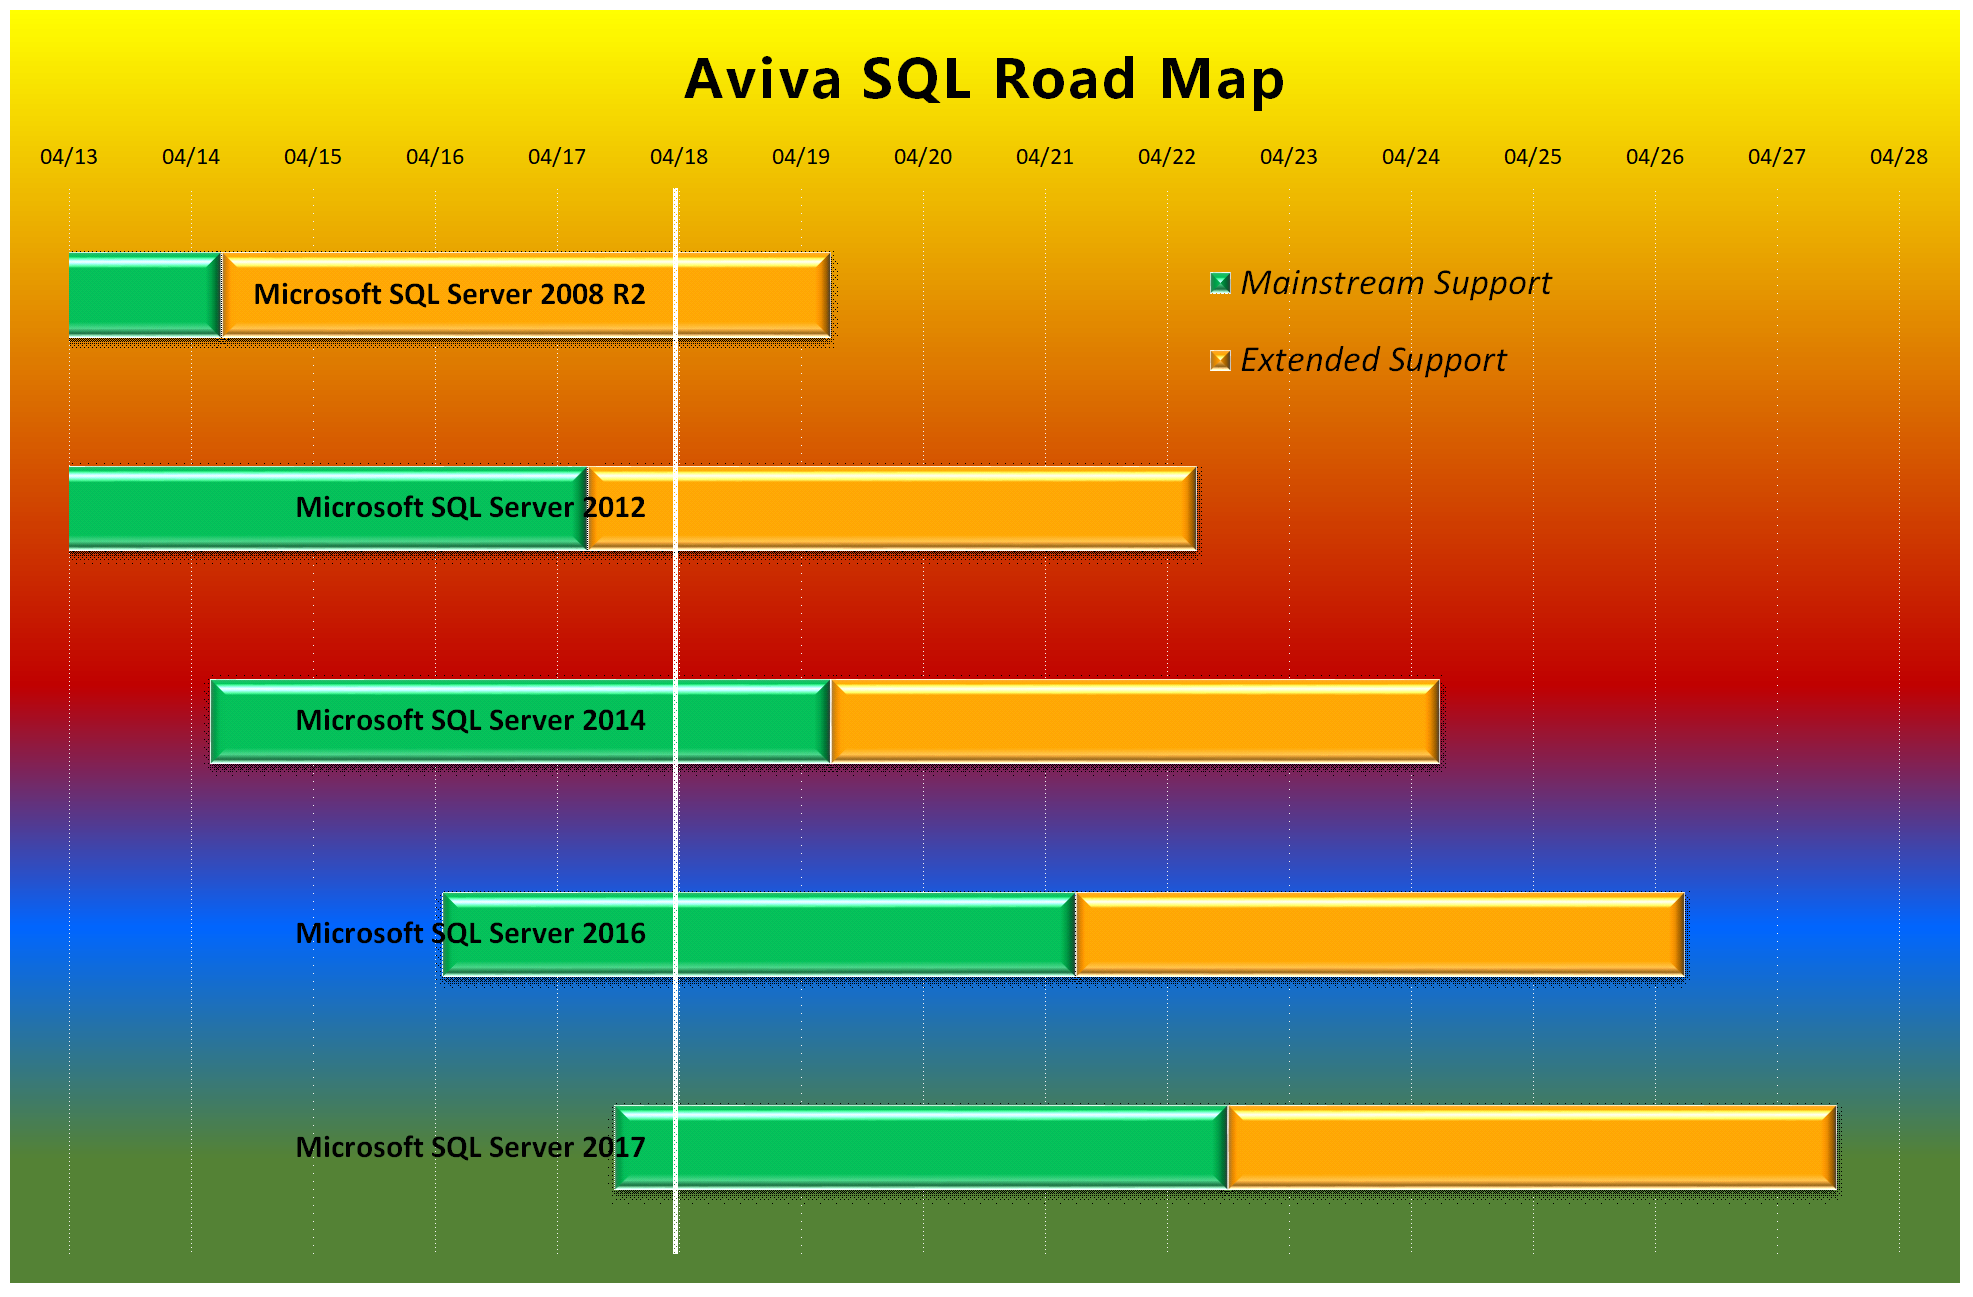 Aviva SQL Road Map
04/13 04/14 04/15 04/16 04/17 04/18 04/19 04/20 04/21 04/22 04/23 04/24 04/25 04/26 04/27 04/28
Microsoft SQL Server 2008 R2
Mainstream Support
Extended Support
Microsoft SQL Server 2012
Microsoft SQL Server 2014
Microsoft SQL Server 2016
Microsoft SQL Server 2017